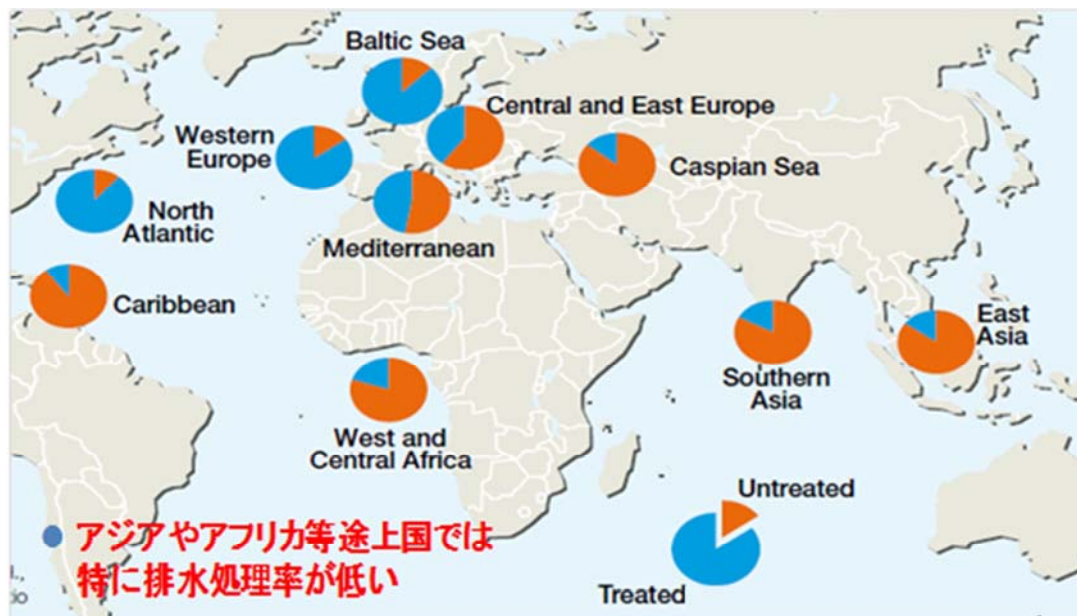 Baltic Sea
Central and East Europe
Western
Europe
Caspian Sea
North
Atlantic
Mediterranean
Caribbean
East
Asia
Southern
Asia
West and
Central Africa
Untreated
Treated
アジアやアフリカ等途上国では
特に排水処理率が低い